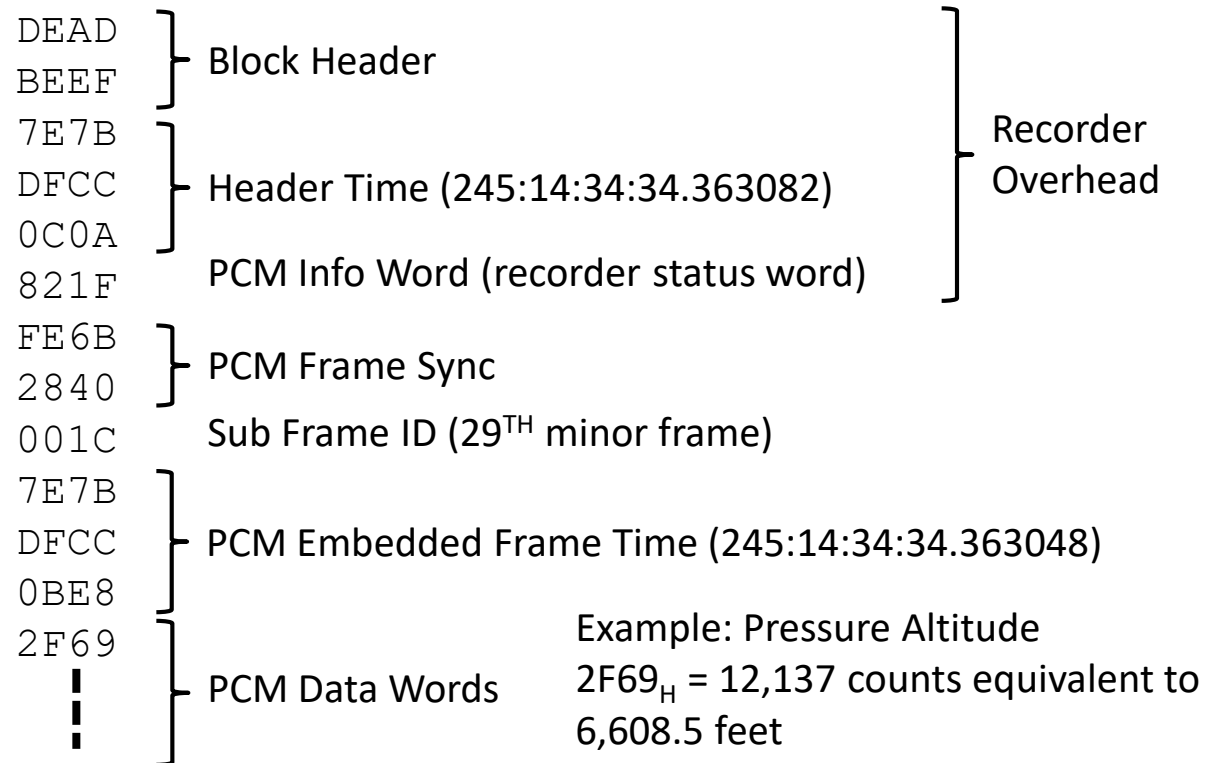 DEAD
BEEF
Block Header
7E7B
DFCC
0C0A
Header Time (245:14:34:34.363082)
821F
PCM Info Word (recorder status word)
Recorder
Overhead
FE6B
2840
PCM Frame Sync
001C
Sub Frame ID (29TH minor frame)
7E7B
DFCC
0BE8
PCM Embedded Frame Time (245:14:34:34.363048)
2F69
PCM Data Words
Example: Pressure Altitude
2F69H = 12,137 counts equivalent to
6,608.5 feet